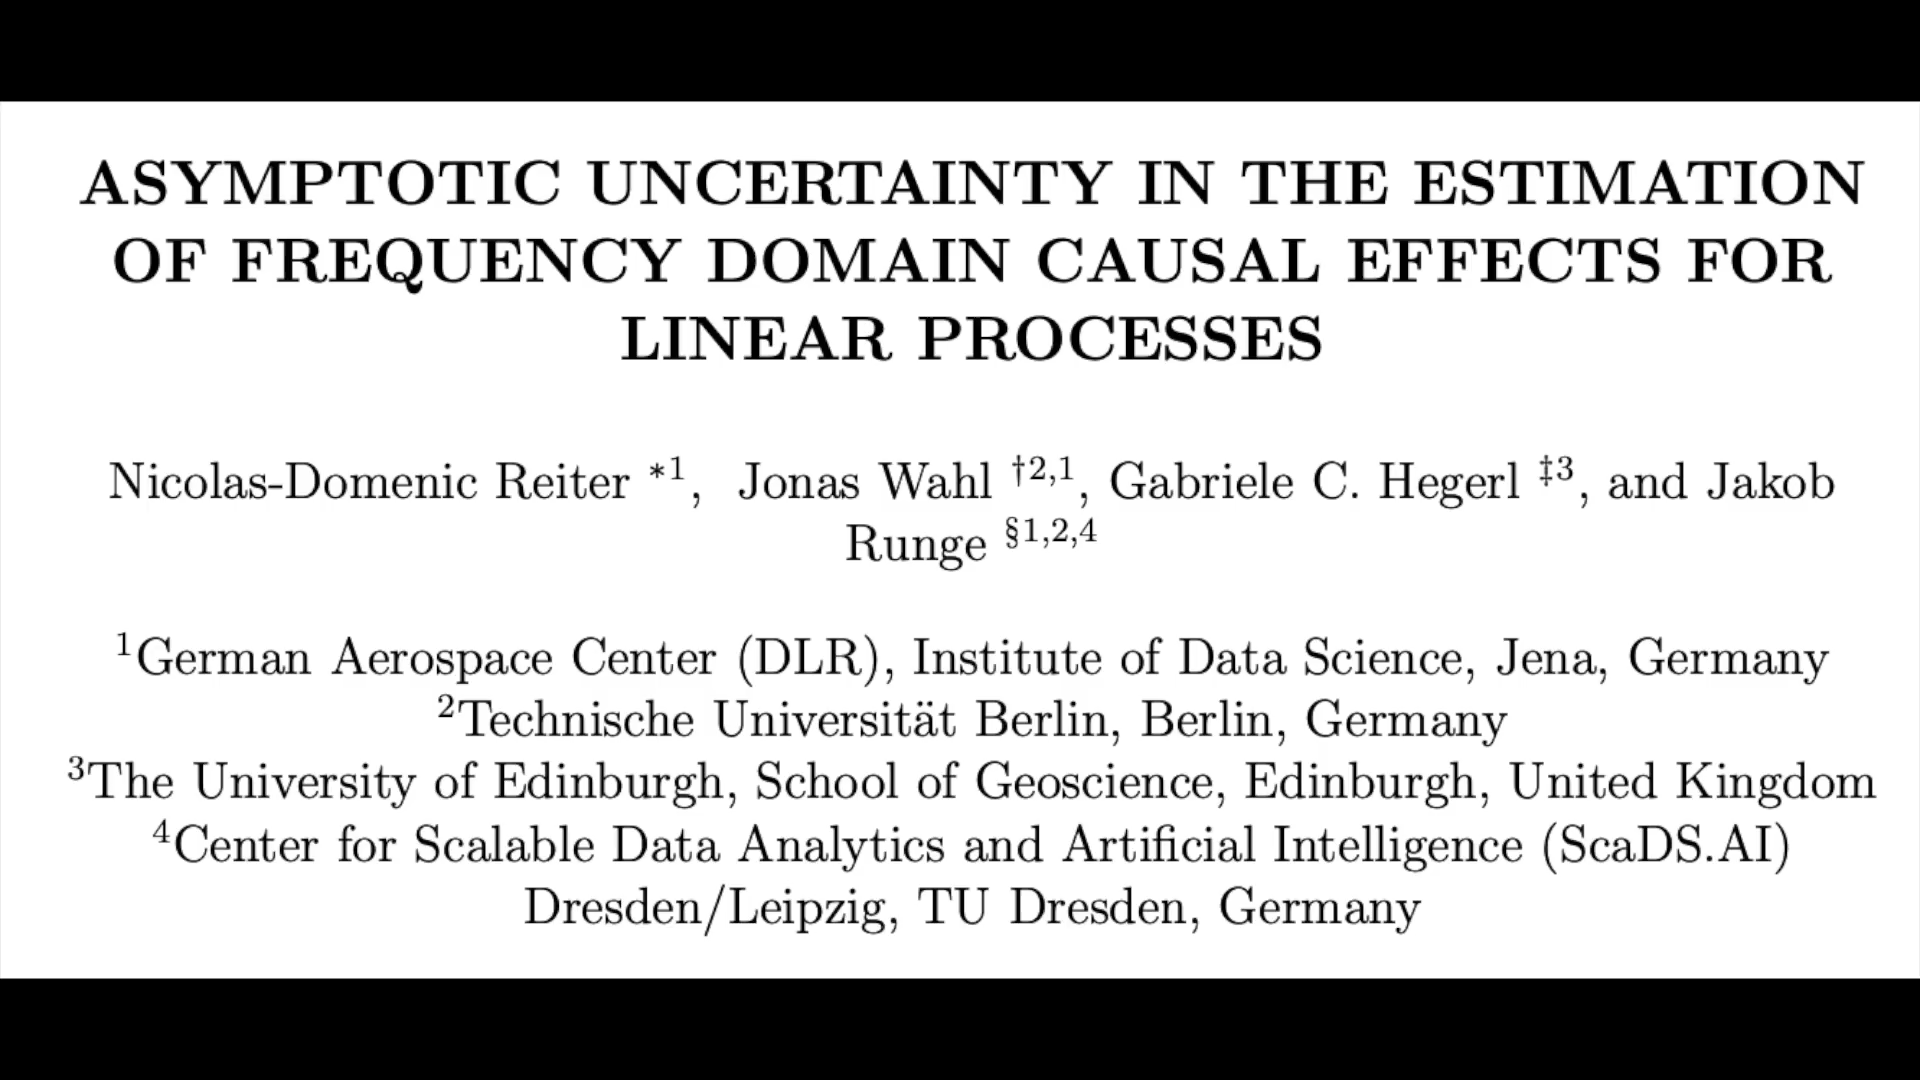 ASYMPTOTIC UNCERTAINTY IN THE ESTIMATION
OF FREQUENCY DOMAIN CAUSAL EFFECTS FOR
LINEAR PROCESSES
Nicolas-Domenic Reiter *1, Jonas Wahl †2,1, Gabriele C. Hegerl ‡3, and Jakob
Runge §1,2,4
1German Aerospace Center (DLR), Institute of Data Science, Jena, Germany
2Technische Universität Berlin, Berlin, Germany
3The University of Edinburgh, School of Geoscience, Edinburgh, United Kingdom
4Center for Scalable Data Analytics and Artificial Intelligence (ScaDS.AI)
Dresden/Leipzig, TU Dresden, Germany